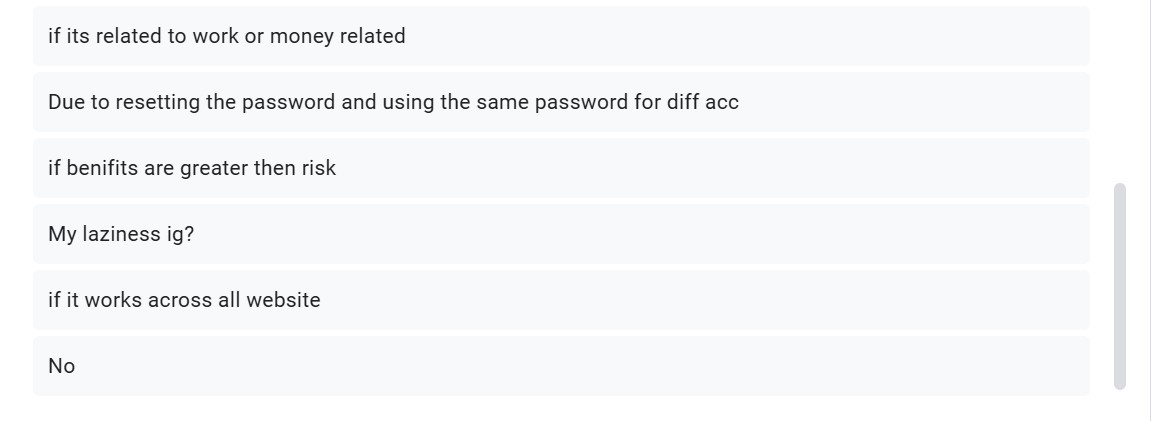 if its related to work or money related
Due to resetting the password and using the same password for diff acc
if benifits are greater then risk
My laziness ig?
if it works across all website
No